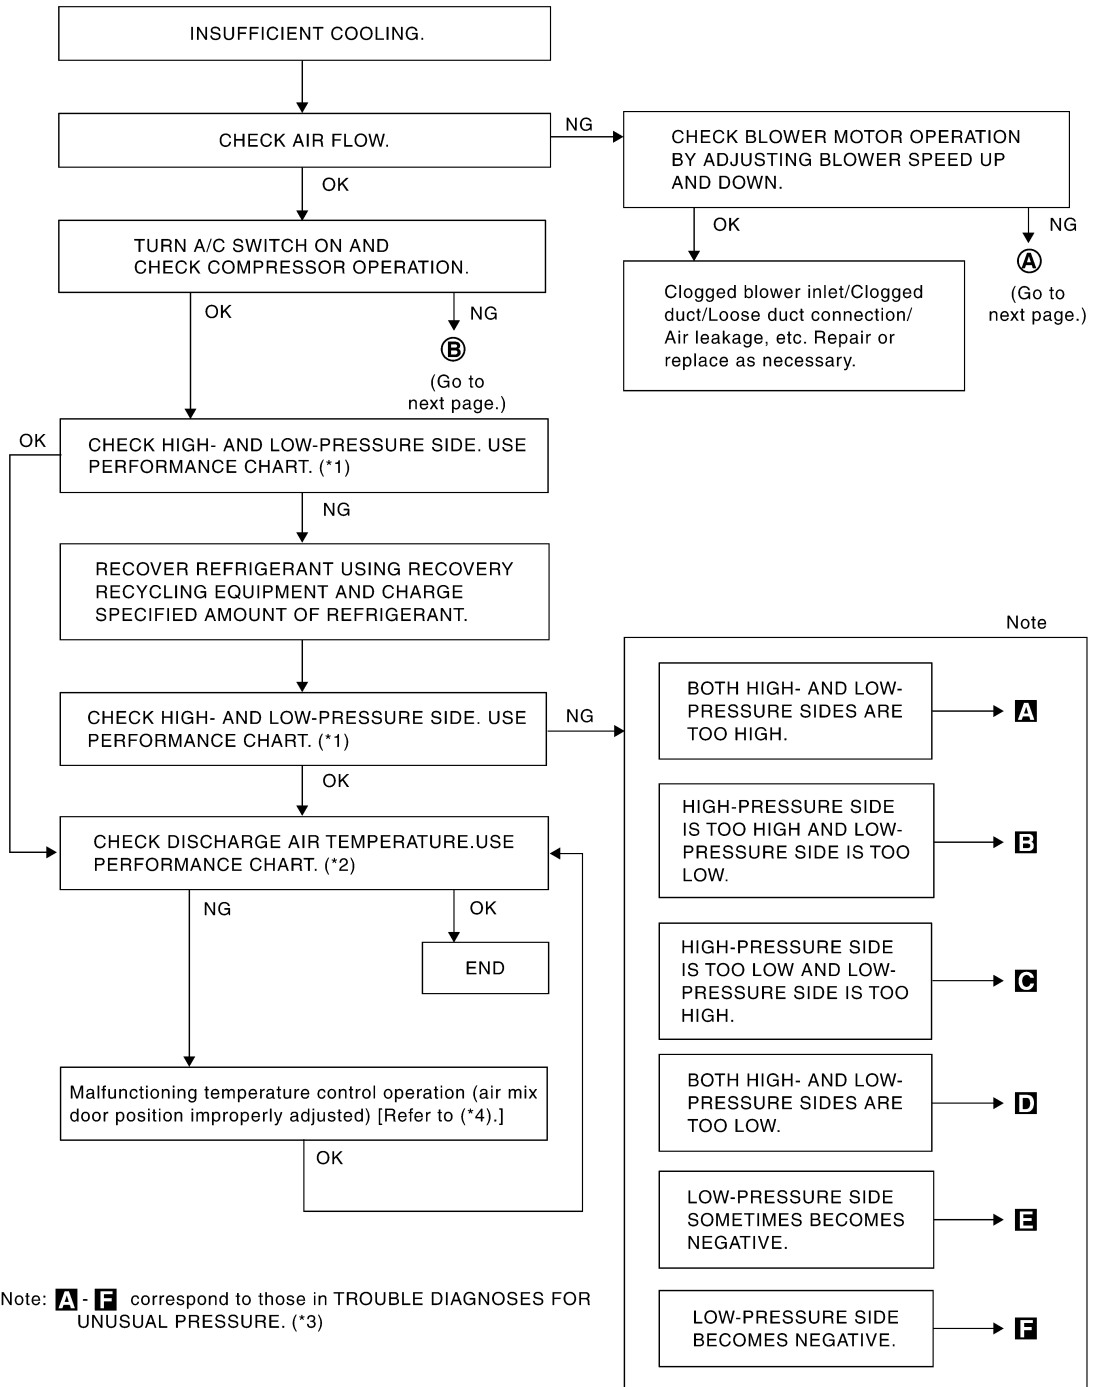 INSUFFICIENT COOLING.
CHECK AIR FLOW.
NG
CHECK BLOWER MOTOR OPERATION
BY ADJUSTING BLOWER SPEED UP
AND DOWN.
OK
OK
NG
TURN A/C SWITCH ON AND
CHECK COMPRESSOR OPERATION.
A
(Go to
next page.)
Clogged blower inlet/Clogged
duct/Loose duct connection/
Air leakage, etc. Repair or
replace as necessary.
OK
NG
B
(Go to
next page.)
OK
CHECK HIGH- AND LOW-PRESSURE SIDE. USE
PERFORMANCE CHART. (*1)
NG
RECOVER REFRIGERANT USING RECOVERY
RECYCLING EQUIPMENT AND CHARGE
SPECIFIED AMOUNT OF REFRIGERANT.
CHECK HIGH- AND LOW-PRESSURE SIDE. USE
PERFORMANCE CHART. (*1)
NG
OK
CHECK DISCHARGE AIR TEMPERATURE.USE
PERFORMANCE CHART. (*2)
NG
OK
END
Malfunctioning temperature control operation (air mix
door position improperly adjusted) [Refer to (*4).]
OK
Note
BOTH HIGH- AND LOW-
PRESSURE SIDES ARE
TOO HIGH.
A
HIGH-PRESSURE SIDE
IS TOO HIGH AND LOW-
PRESSURE SIDE IS TOO
LOW.
B
HIGH-PRESSURE SIDE
IS TOO LOW AND LOW-
PRESSURE SIDE IS TOO
HIGH.
C
BOTH HIGH- AND LOW-
PRESSURE SIDES ARE
TOO LOW.
D
LOW-PRESSURE SIDE
SOMETIMES BECOMES
NEGATIVE.
E
LOW-PRESSURE SIDE
BECOMES NEGATIVE.
F
Note: A - F correspond to those in TROUBLE DIAGNOSES FOR
UNUSUAL PRESSURE. (*3)